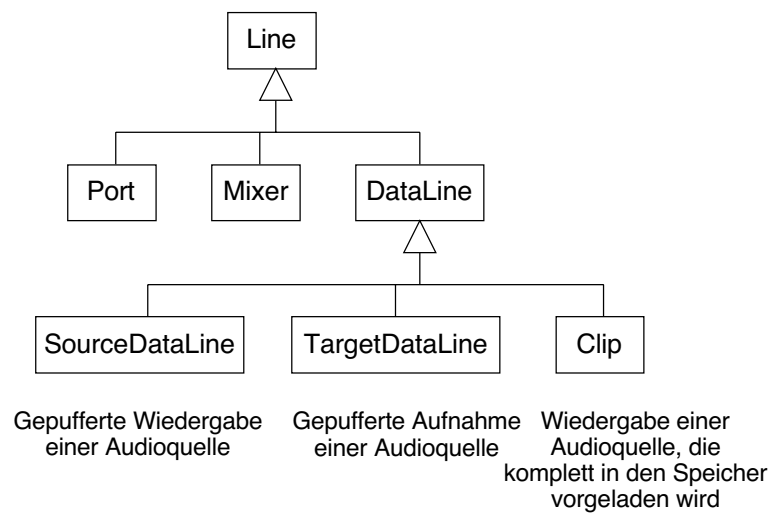 Line
Port
Mixer
DataLine
SourceDataLine
TargetDataLine
Clip
Gepufferte Wiedergabe
einer Audioquelle
Gepufferte Aufnahme
einer Audioquelle
Wiedergabe einer
Audioquelle, die
komplett in den Speicher
vorgeladen wird